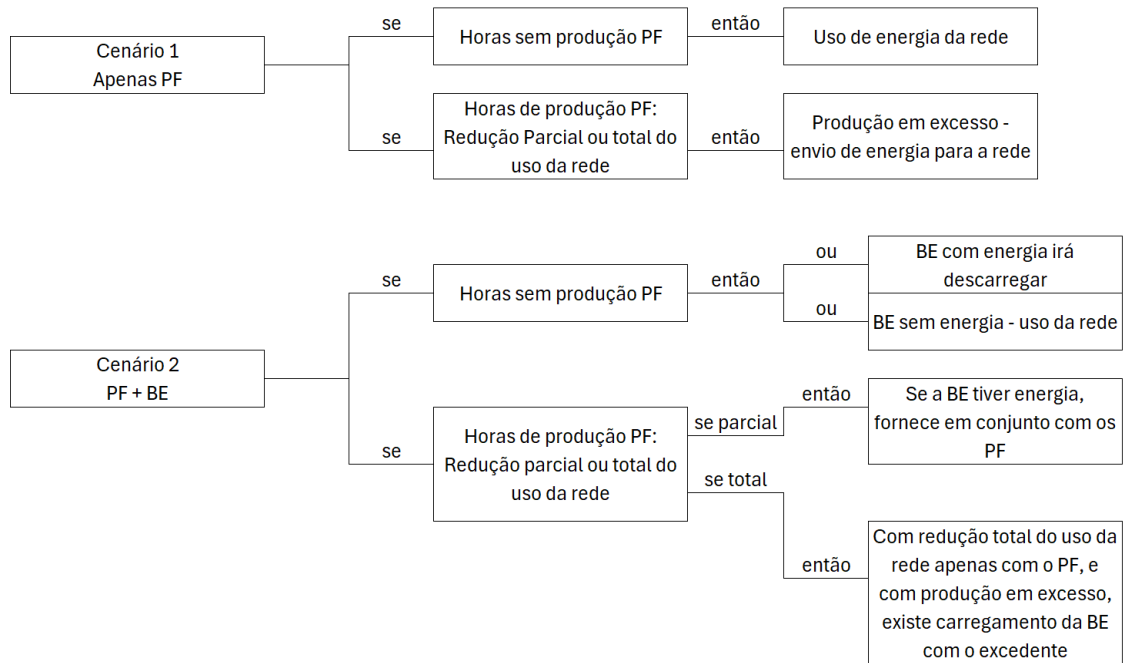 se
Cenário 1
Apenas PF
Horas sem produção PF
então
Uso de energia da rede
se
Horas de produção PF:
Redução Parcial ou total do
uso da rede
então
Produção em excesso -
envio de energia para a rede
Cenário 2
PF + BE
se
Horas sem produção PF
então
ou
BE com energia irá
descarregar
ou
BE sem energia - uso da rede
se
Horas de produção PF:
Redução parcial ou total do
uso da rede
se parcial
então
Se a BE tiver energia,
fornece em conjunto com os
PF
se total
então
Com redução total do uso da
rede apenas com o PF, e
com produção em excesso,
existe carregamento da BE
com o excedente